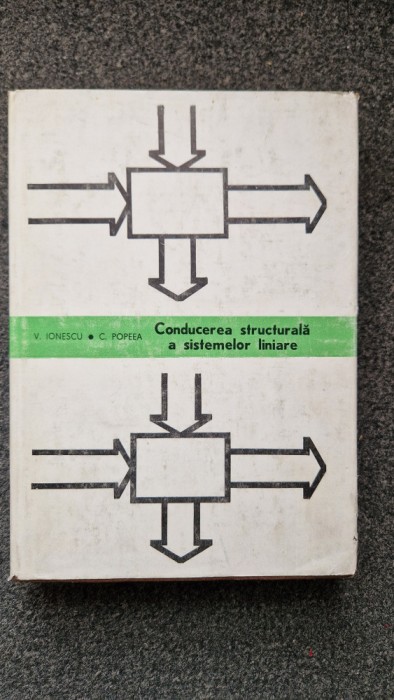 V. IONESCU ● C. POPEEA
Conducerea structurală
a sistemelor liniare